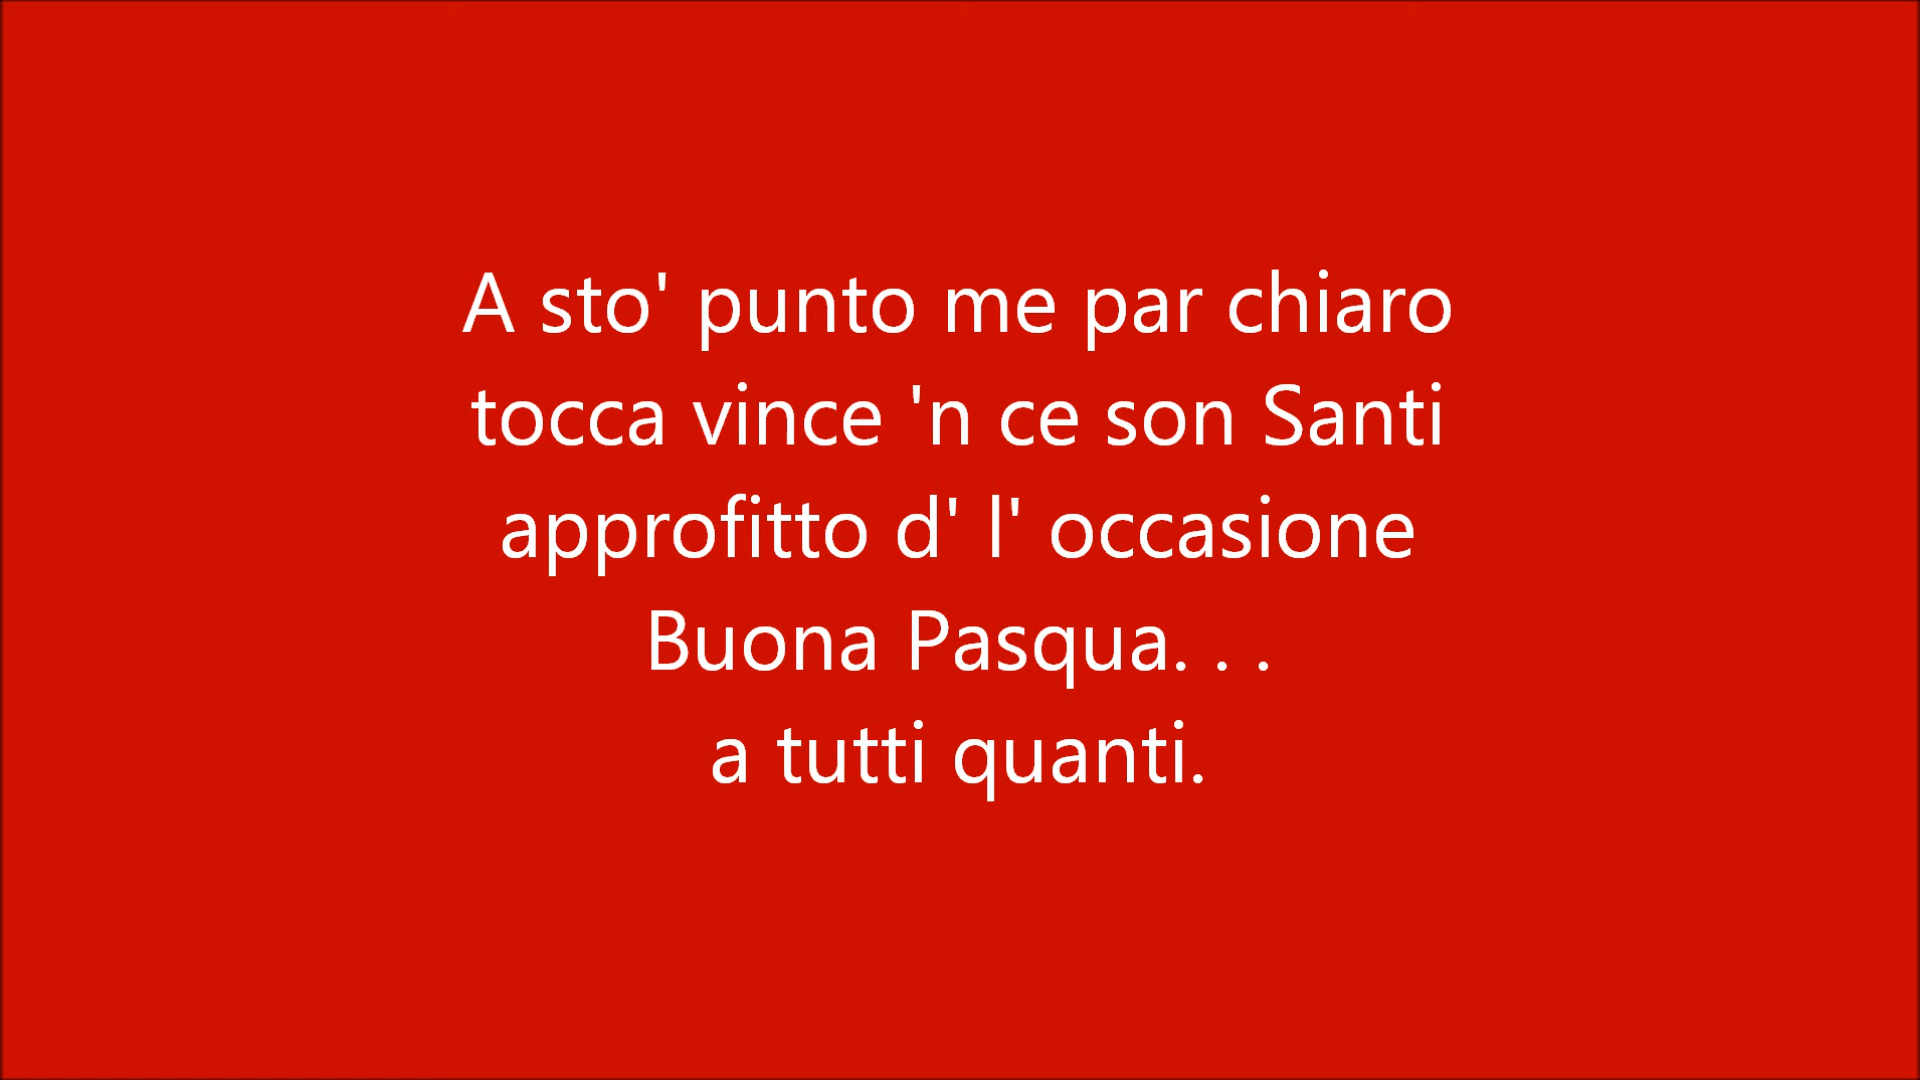 A sto' punto me par chiaro
tocca vince 'n ce son Santi
approfitto d' l' occasione
Buona Pasqua. . .
a tutti quanti.